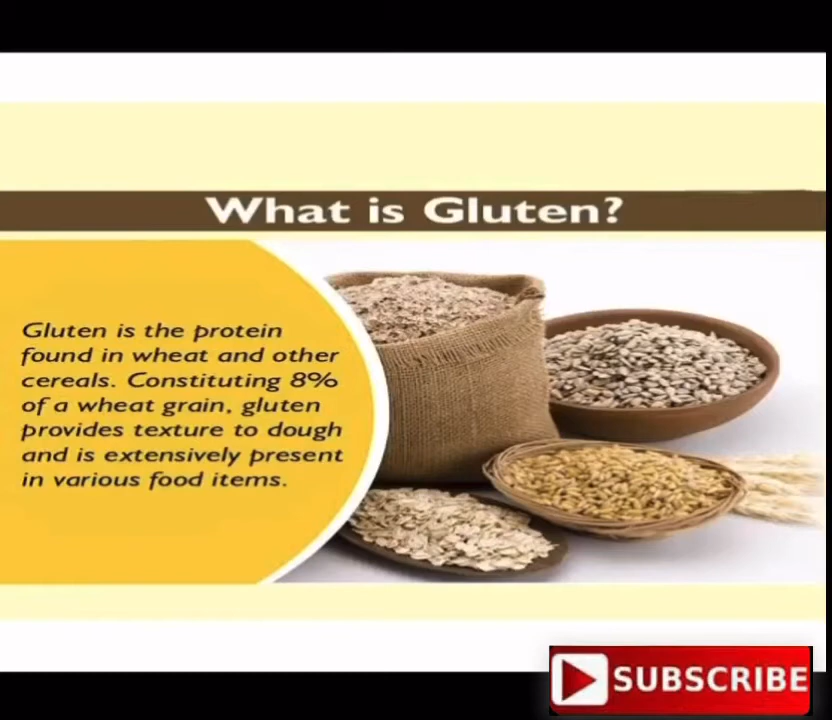 What is Gluten?
Gluten is the protein
found in wheat and other
cereals. Constituting 8%
of a wheat grain, gluten
provides texture to dough
and is extensively present
in various food items.
SUBSCRIBE